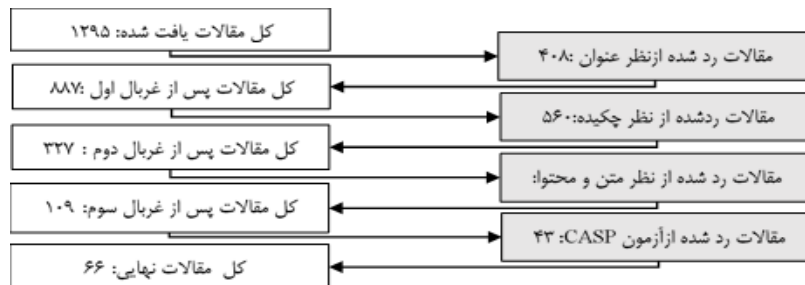 کل مقالات یافت شده: ۱۲۹۵
مقالات رد شده ازنظر عنوان :۴۰۸
کل مقالات پس از غربال اول :۸۸۷
مقالات ردشده از نظر چکیده:۵۶۰
کل مقالات پس از غربال دوم : ۳۲۷
مقالات رد شده از نظر متن و محتوا:
کل مقالات پس از غربال سوم: ۱۰۹
مقالات رد شده ازآزمون CASP: ۴۳
کل مقالات نهایی: ۶۶